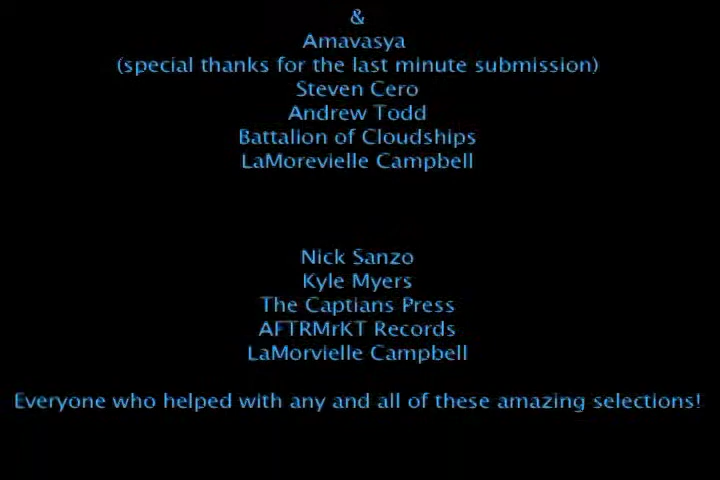 &
Amavasya
(special thanks for the last minute submission)
Steven Cero
Andrew Todd
Battalion of Cloudships
LaMorevielle Campbell
Nick Sanzo
Kyle Myers
The Captians Press
AFTRMrKT Records
LaMorvielle Campbell
Everyone who helped with any and all of these amazing selections!